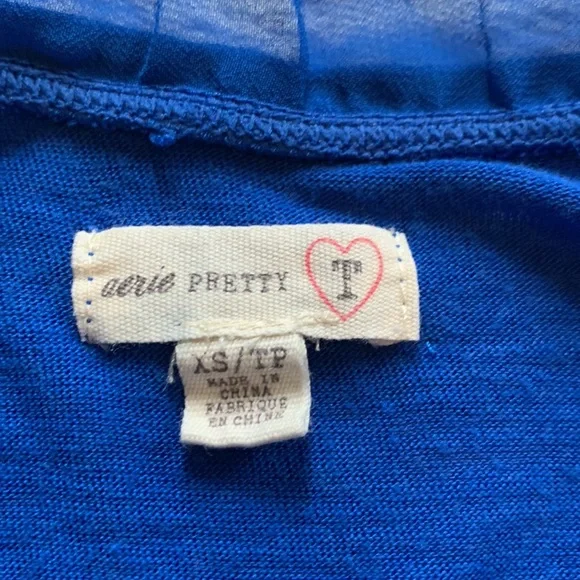 aerie PRETTY T
XS/TP
MADE IN
CHINA
FABRIQUE
EN CHINE